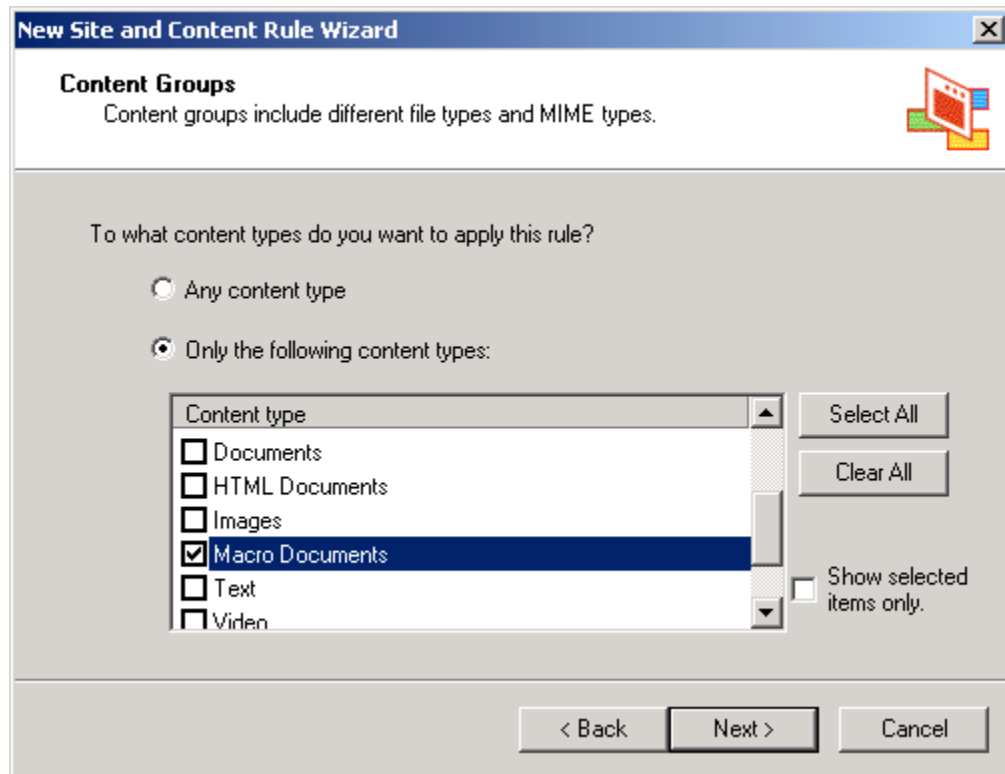 New Site and Content Rule Wizard
Content Groups
Content groups include different file types and MIME types.
To what content types do you want to apply this rule?
Any content type
Only the following content types:
Content type
Select All
Documents
HTML Documents
Clear All
Images
Macro Documents
Text
Show selected
items only.
Video
< Back
Next >
Cancel